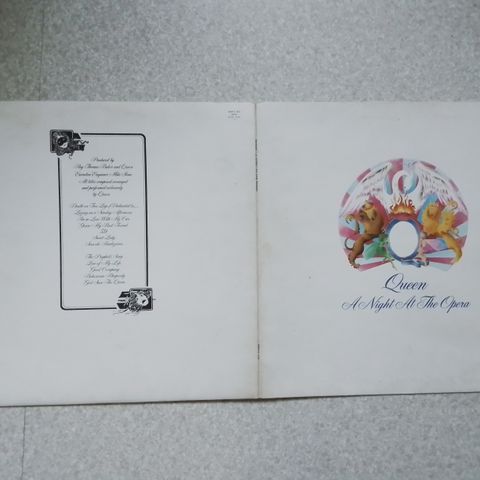 Produced by
Roy Thomas Baker and Queen
Executive Engineer Mike Stone
All titles composed arranged
and performed exclusively
by Queen
Death on Two Legs (Dedicated to....
Lazing on a Sunday Afternoon
I'm in Love With My Car
You're My Best Friend
'39
Sweet Lady
Seaside Rendezvous
The Prophet's Song
Love of My Life
Good Company
Bohemian Rhapsody
God Save The Queen
Queen
A Night At The Opera